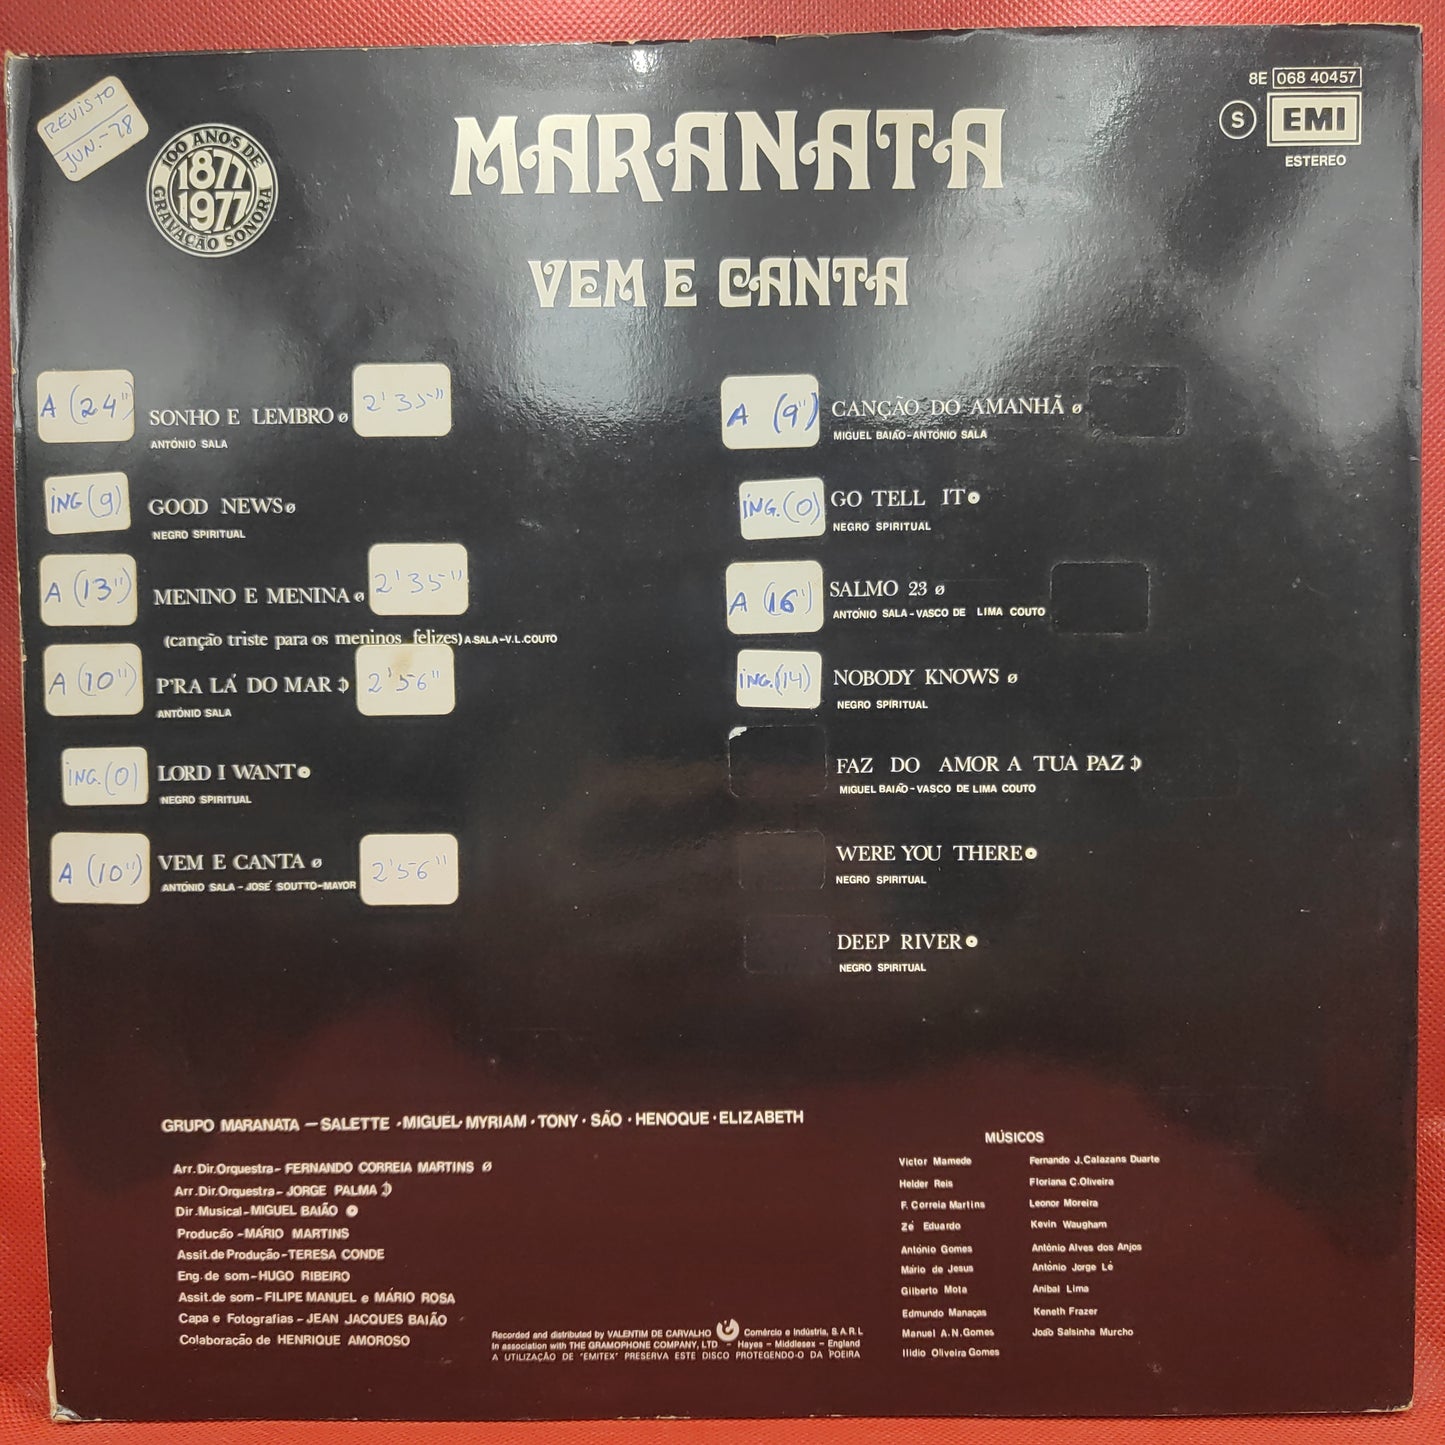 REVISTO
JUN.-78
100 ANOS DE
1877
1977
GRAVAÇÃO SONORA
MARANATA
VEM E CANTA
8E 068 40457
S EMI
ESTEREO
A (24")
SONHO E LEMBRO ø
2'35"
ANTÓNIO SALA
ING (9)
GOOD NEWS ø
NEGRO SPIRITUAL
A (13")
MENINO E MENINA ø
2'35"
(canção triste para os meninos felizes) A.SALA-V.L.COUTO
A (10")
P'RA LÁ DO MAR
2'56"
ANTÓNIO SALA
ING. (0)
LORD I WANT
NEGRO SPIRITUAL
A (10")
VEM E CANTA ø
2'56"
ANTÓNIO SALA - JOSÉ SOUTTO-MAYOR
A (9")
CANÇÃO DO AMANHÃ ø
MIGUEL BAIÃO-ANTÓNIO SALA
ING. (0)
GO TELL IT
NEGRO SPIRITUAL
A (16")
SALMO 23 ø
ANTÓNIO SALA-VASCO DE LIMA COUTO
ING. (14)
NOBODY KNOWS ø
NEGRO SPIRITUAL
FAZ DO AMOR A TUA PAZ
MIGUEL BAIÃO-VASCO DE LIMA COUTO
WERE YOU THERE
NEGRO SPIRITUAL
DEEP RIVER
NEGRO SPIRITUAL
GRUPO MARANATA — SALETTE · MIGUEL · MYRIAM · TONY · SÃO · HENOQUE · ELIZABETH
Arr. Dir. Orquestra - FERNANDO CORREIA MARTINS ø
Arr. Dir. Orquestra - JORGE PALMA
Dir. Musical - MIGUEL BAIÃO
Produção - MÁRIO MARTINS
Assit. de Produção - TERESA CONDE
Eng. de som - HUGO RIBEIRO
Assit. de som - FILIPE MANUEL e MÁRIO ROSA
Capa e Fotografias - JEAN JACQUES BAIÃO
Colaboração de HENRIQUE AMOROSO
Recorded and distributed by VALENTIM DE CARVALHO Comércio e Indústria, S.A.R.L
In association with THE GRAMOPHONE COMPANY, LTD - Hayes - Middlesex - England
A UTILIZAÇÃO DE "EMITEX" PRESERVA ESTE DISCO PROTEGENDO-O DA POEIRA
MÚSICOS
Victor Mamede
Helder Reis
F. Correia Martins
Zé Eduardo
António Gomes
Mário de Jesus
Gilberto Mota
Edmundo Manaças
Manuel A.N. Gomes
Ilídio Oliveira Gomes
Fernando J. Calazans Duarte
Floriana C. Oliveira
Leonor Moreira
Kevin Waugham
António Alves dos Anjos
António Jorge Lé
Aníbal Lima
Keneth Frazer
João Salsinha Murcho